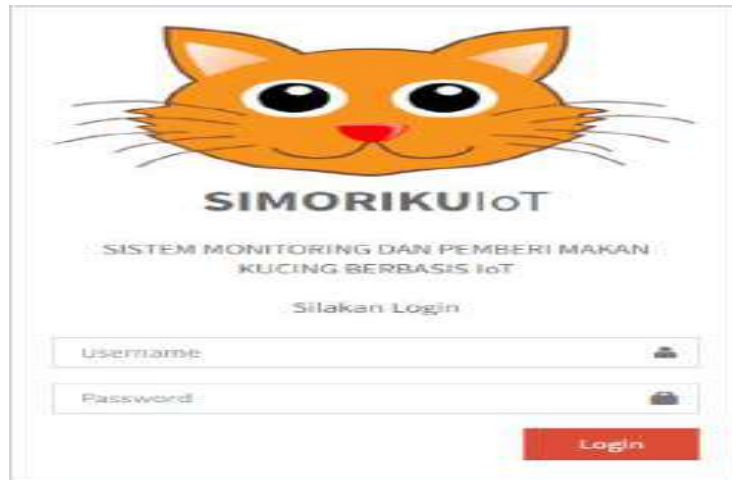 SIMORIKUIoT
SISTEM MONITORING DAN PEMBERI MAKAN
KUCING BERBASIS IoT
Silakan Login
Username
Password
Login